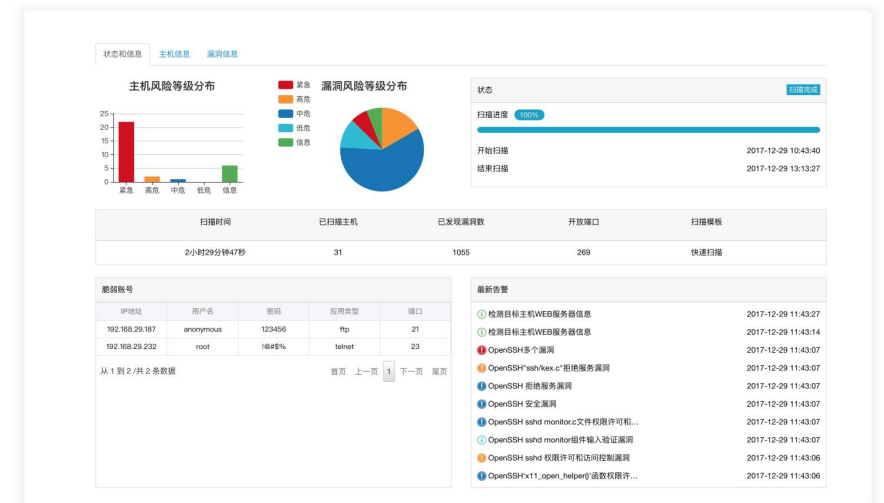 状态和信息 主机信息 漏洞信息
主机风险等级分布
25
20
15
10
5
0
紧急 高危 中危 低危 信息
紧急
高危
中危
低危
信息
漏洞风险等级分布
状态 扫描完成
扫描进度 100%
开始扫描 2017-12-29 10:43:40
结束扫描 2017-12-29 13:13:27
扫描时间 已扫描主机 已发现漏洞数 开放端口 扫描模板
2小时29分钟47秒 31 1055 269 快速扫描
脆弱账号
IP地址 用户名 密码 应用类型 端口
192.168.29.187 anonymous 123456 ftp 21
192.168.29.232 root !@#$% telnet 23
从 1 到 2 /共 2 条数据 首页 上一页 1 下一页 尾页
最新告警
检测目标主机WEB服务器信息 2017-12-29 11:43:27
检测目标主机WEB服务器信息 2017-12-29 11:43:14
OpenSSH多个漏洞 2017-12-29 11:43:07
OpenSSH"ssh/kex.c"拒绝服务漏洞 2017-12-29 11:43:07
OpenSSH 拒绝服务漏洞 2017-12-29 11:43:07
OpenSSH 安全漏洞 2017-12-29 11:43:07
OpenSSH sshd monitor.c文件权限许可和... 2017-12-29 11:43:07
OpenSSH sshd monitor组件输入验证漏洞 2017-12-29 11:43:07
OpenSSH sshd 权限许可和访问控制漏洞 2017-12-29 11:43:06
OpenSSH'x11_open_helper()'函数权限许... 2017-12-29 11:43:06